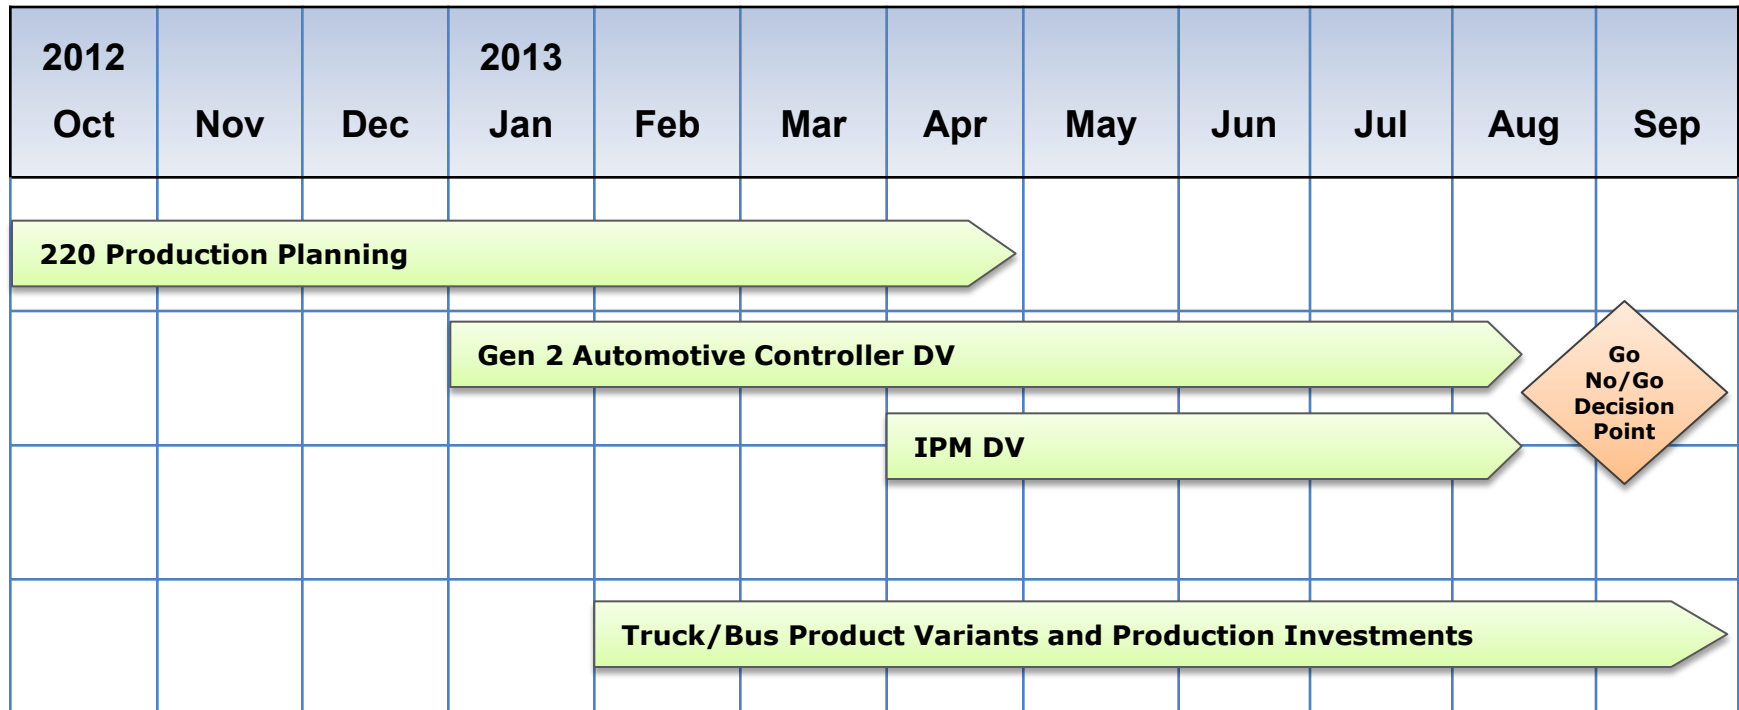 2012 2013
Oct Nov Dec Jan Feb Mar Apr May Jun Jul Aug Sep
220 Production Planning
Gen 2 Automotive Controller DV
Go
No/Go
Decision
Point
IPM DV
Truck/Bus Product Variants and Production Investments